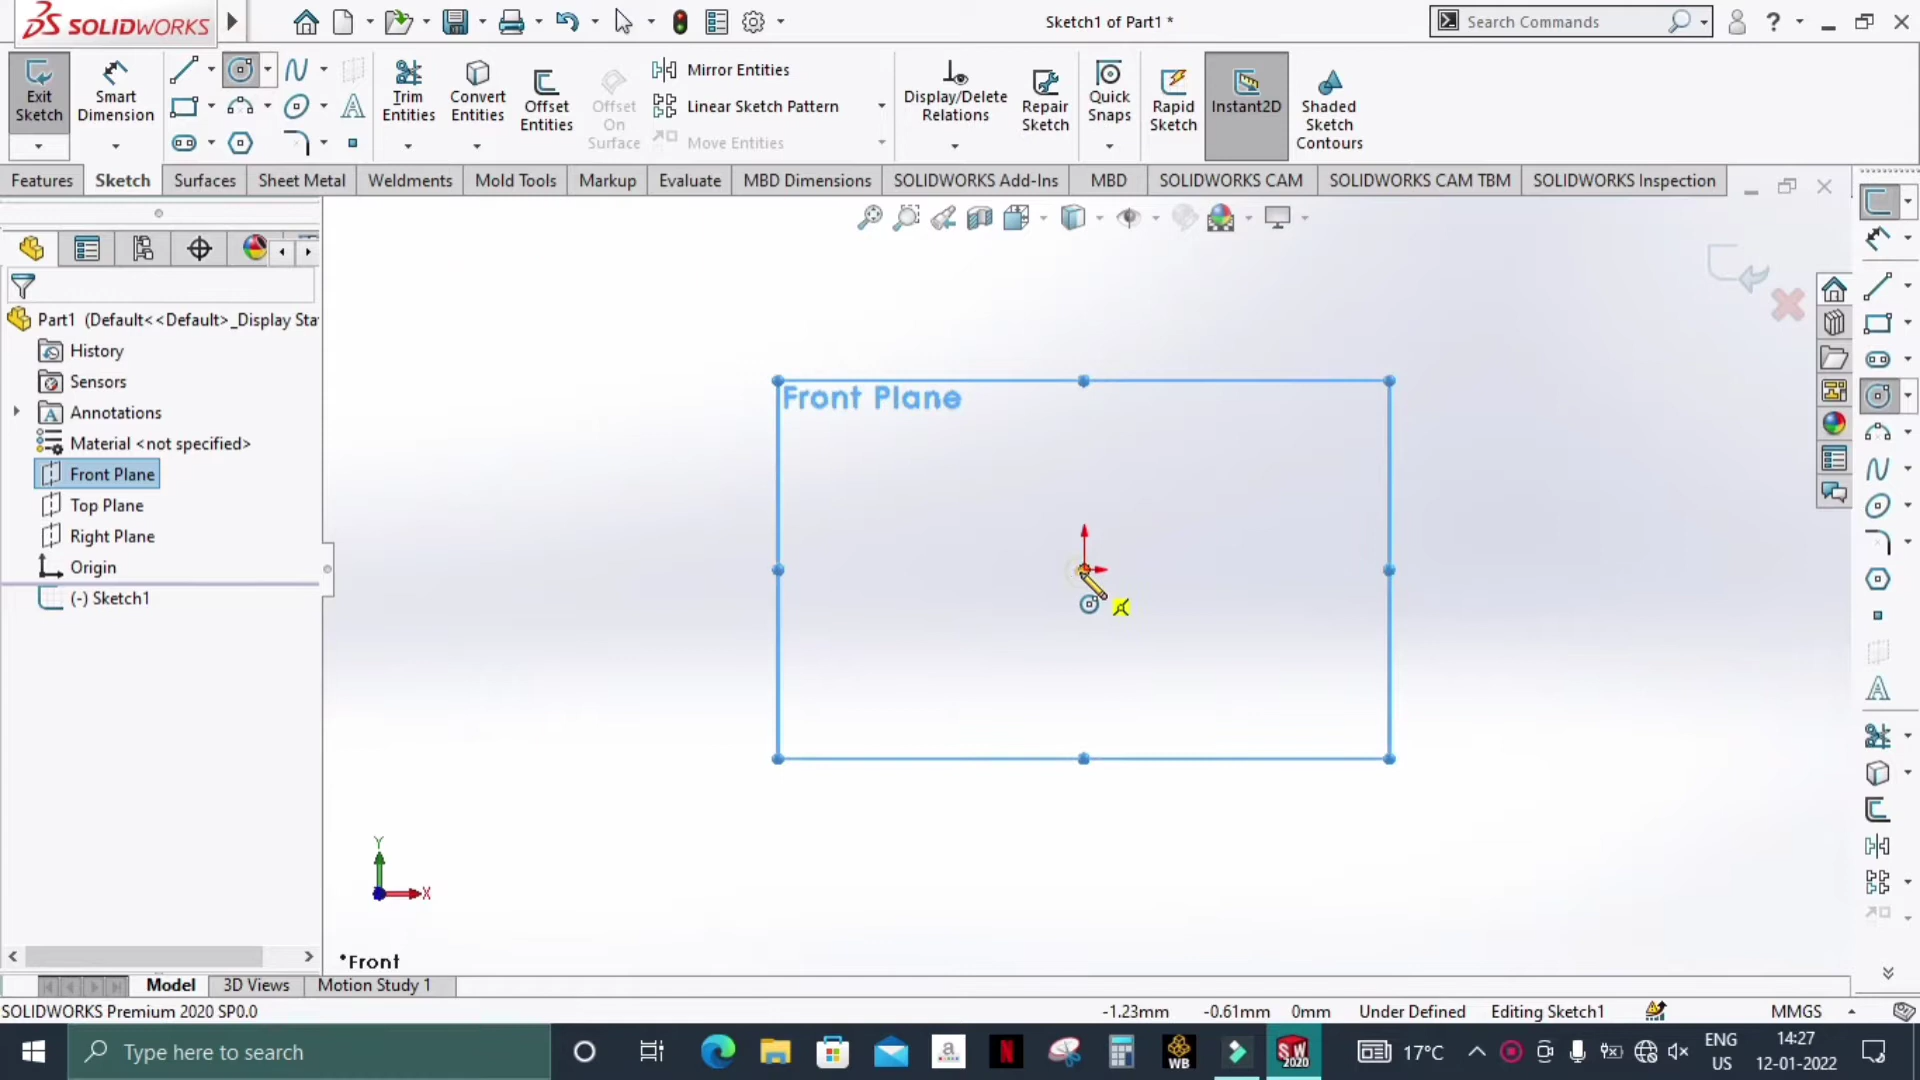 SOLIDWORKS
Sketch1 of Part1 *
Search Commands
Exit Sketch
Smart Dimension
Trim Entities
Convert Entities
Offset Entities
Offset On Surface
Mirror Entities
Linear Sketch Pattern
Move Entities
Display/Delete Relations
Repair Sketch
Quick Snaps
Rapid Sketch
Instant2D
Shaded Sketch Contours
Features
Sketch
Surfaces
Sheet Metal
Weldments
Mold Tools
Markup
Evaluate
MBD Dimensions
SOLIDWORKS Add-Ins
MBD
SOLIDWORKS CAM
SOLIDWORKS CAM TBM
SOLIDWORKS Inspection
Part1 (Default<<Default>_Display Sta
History
Sensors
Annotations
Material <not specified>
Front Plane
Top Plane
Right Plane
Origin
(-) Sketch1
Front Plane
Y
X
*Front
Model
3D Views
Motion Study 1
SOLIDWORKS Premium 2020 SP0.0
-1.23mm
-0.61mm
0mm
Under Defined
Editing Sketch1
MMGS
Type here to search
a
N
WB
SW
2020
17°C
ENG
US
14:27
12-01-2022